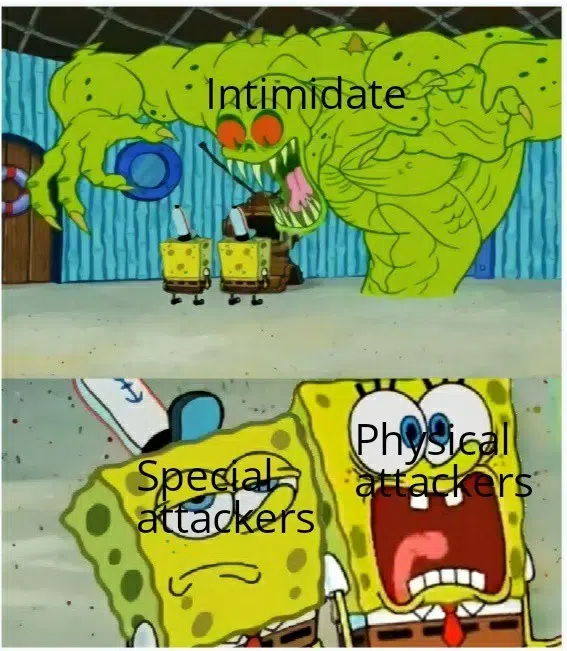 Intimidate
Special
attackers
Physical
attackers